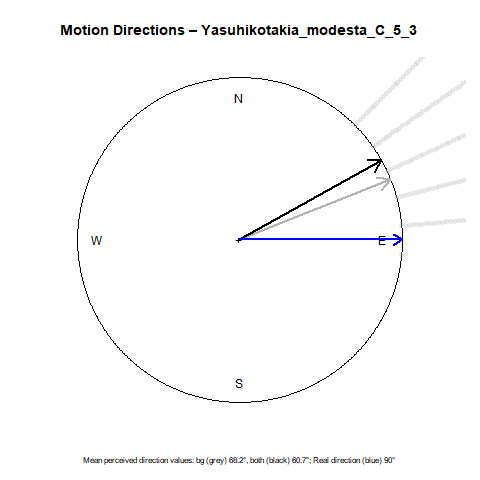 Motion Directions – Yasuhikotakia_modesta_C_5_3
N
W
E
S
Mean perceived direction values: bg (grey) 68.2°, both (black) 60.7°; Real direction (blue) 90°